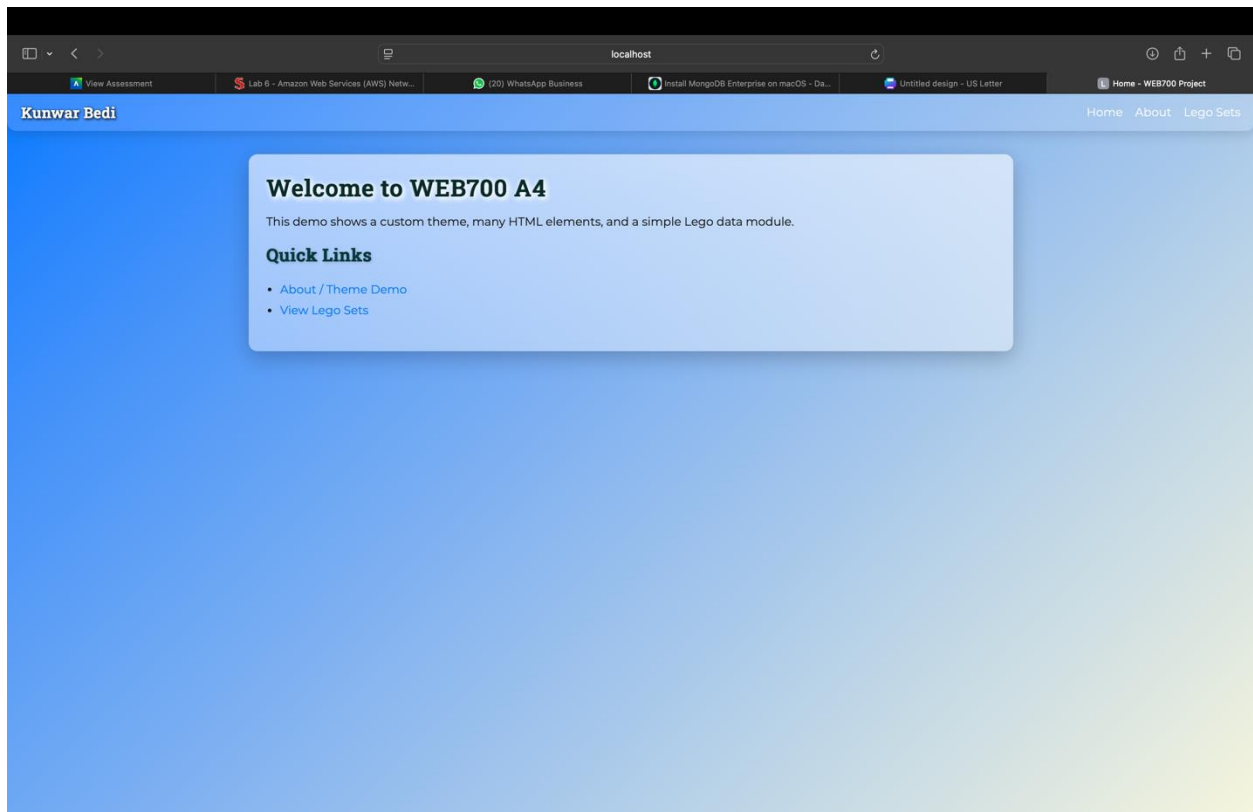 localhost
View Assessment
Lab 6 - Amazon Web Services (AWS) Netw...
(20) WhatsApp Business
Install MongoDB Enterprise on macOS - Da...
Untitled design - US Letter
L Home - WEB700 Project
Kunwar Bedi
Home About Lego Sets
Welcome to WEB700 A4
This demo shows a custom theme, many HTML elements, and a simple Lego data module.
Quick Links
• About / Theme Demo
• View Lego Sets